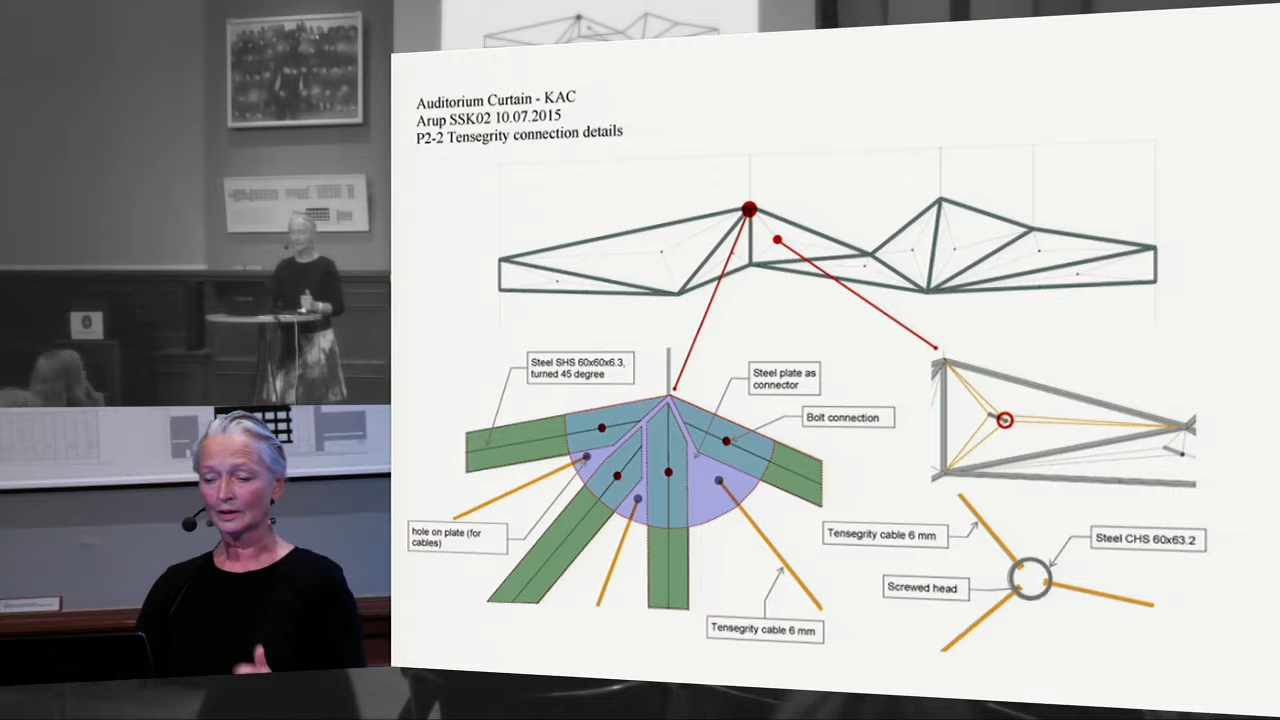 Auditorium Curtain - KAC
Arup SSK02 10.07.2015
P2-2 Tensegrity connection details
Steel SHS 60x60x6.3,
turned 45 degree
Steel plate as
connector
Bolt connection
hole on plate (for
cables)
Tensegrity cable 6 mm
Tensegrity cable 6 mm
Steel CHS 60x63.2
Screwed head